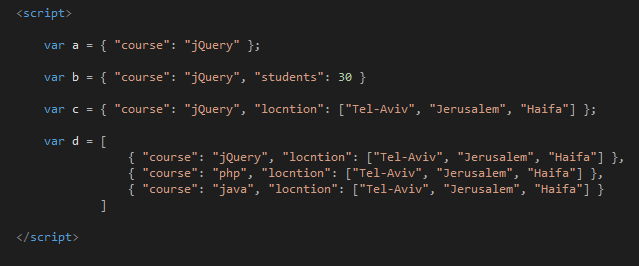 <script>
var a = { "course": "jQuery" };
var b = { "course": "jQuery", "students": 30 }
var c = { "course": "jQuery", "locntion": ["Tel-Aviv", "Jerusalem", "Haifa"] };
var d = [
{ "course": "jQuery", "locntion": ["Tel-Aviv", "Jerusalem", "Haifa"] },
{ "course": "php", "locntion": ["Tel-Aviv", "Jerusalem", "Haifa"] },
{ "course": "java", "locntion": ["Tel-Aviv", "Jerusalem", "Haifa"] }
]
</script>